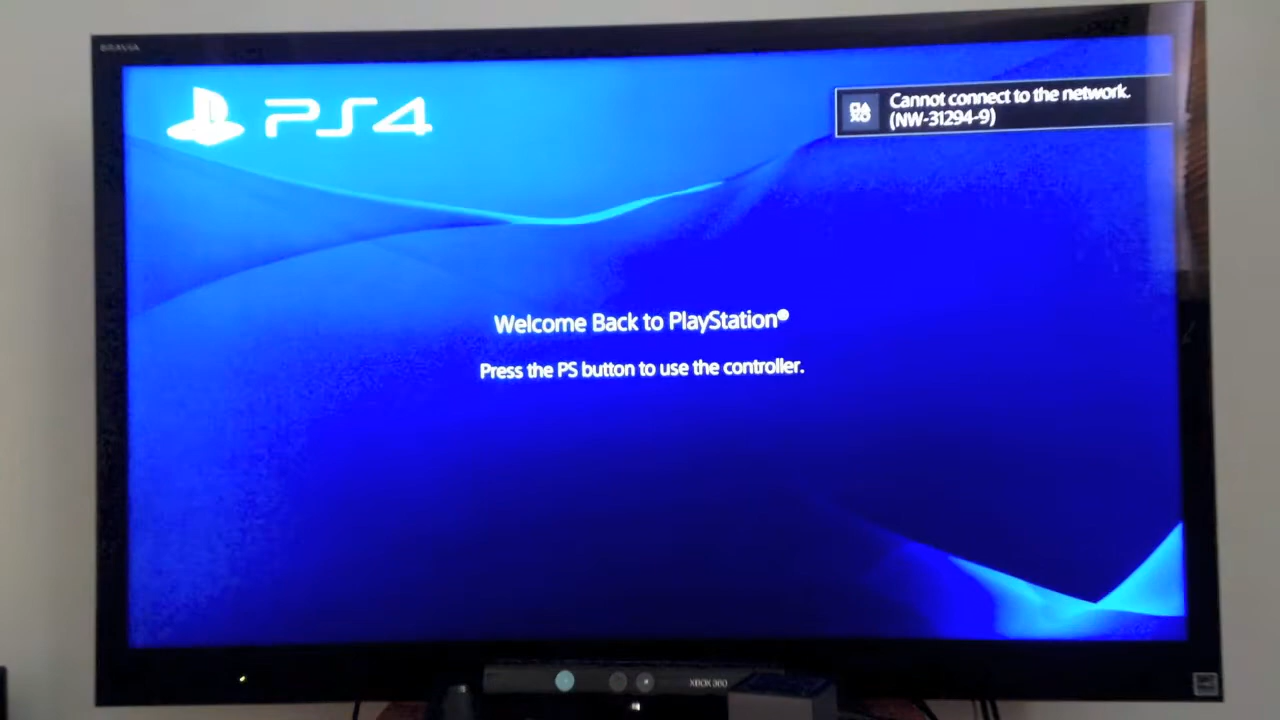 BRAVIA
PS4
Cannot connect to the network.
(NW-31294-9)
Welcome Back to PlayStation®
Press the PS button to use the controller.
XBOX 360